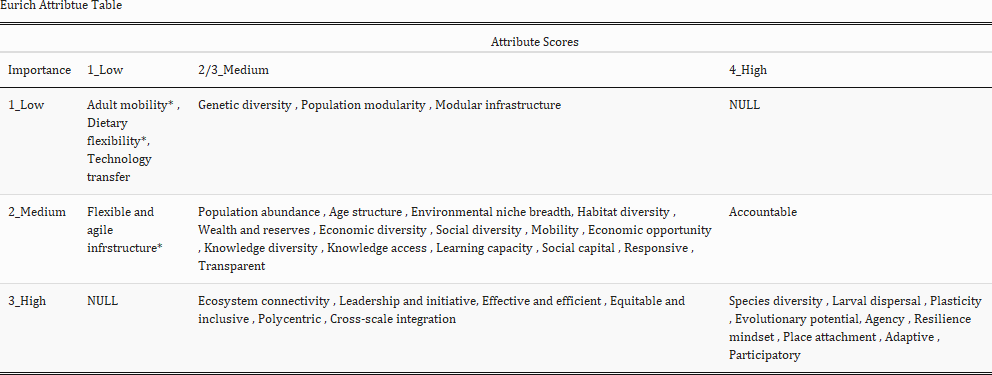 Eurich Attribtue Table
Attribute Scores
Importance 1_Low 2/3_Medium 4_High
1_Low Adult mobility* , Genetic diversity , Population modularity , Modular infrastructure NULL
Dietary
flexibility*,
Technology
transfer
2_Medium Flexible and Population abundance , Age structure , Environmental niche breadth, Habitat diversity , Accountable
agile Wealth and reserves , Economic diversity , Social diversity , Mobility , Economic opportunity
infrstructure* , Knowledge diversity , Knowledge access , Learning capacity , Social capital , Responsive ,
Transparent
3_High NULL Ecosystem connectivity , Leadership and initiative, Effective and efficient , Equitable and Species diversity , Larval dispersal , Plasticity
inclusive , Polycentric , Cross-scale integration , Evolutionary potential, Agency , Resilience
mindset , Place attachment , Adaptive ,
Participatory